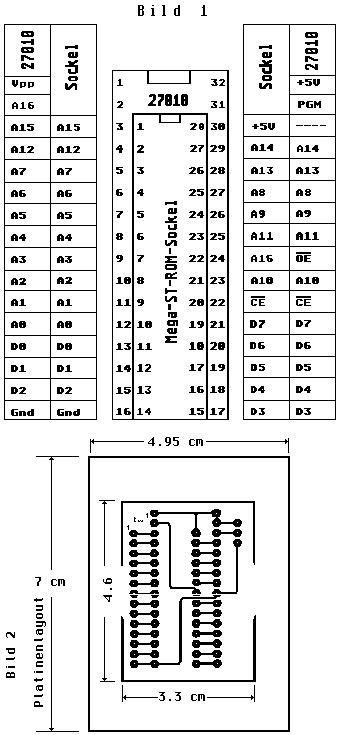 Bild 1
27010 Sockel 27010 Sockel 27010
Vpp 1 32 +5V
A16 2 31 PGM
A15 A15 3 1 28 30 +5V ----
A12 A12 4 2 27 29 A14 A14
A7 A7 5 3 26 28 A13 A13
A6 A6 6 4 25 27 A8 A8
A5 A5 7 5 24 26 A9 A9
A4 A4 8 6 23 25 A11 A11
A3 A3 9 7 22 24 A16 OE
A2 A2 10 8 21 23 A10 A10
A1 A1 11 9 20 22 CE CE
A0 A0 12 10 19 21 D7 D7
D0 D0 13 11 18 20 D6 D6
D1 D1 14 12 17 19 D5 D5
D2 D2 15 13 16 18 D4 D4
Gnd Gnd 16 14 15 17 D3 D3
Mega-ST-ROM-Sockel
4.95 cm
1
1
4.6
7 cm
Platinenlayout
Bild 2
3.3 cm